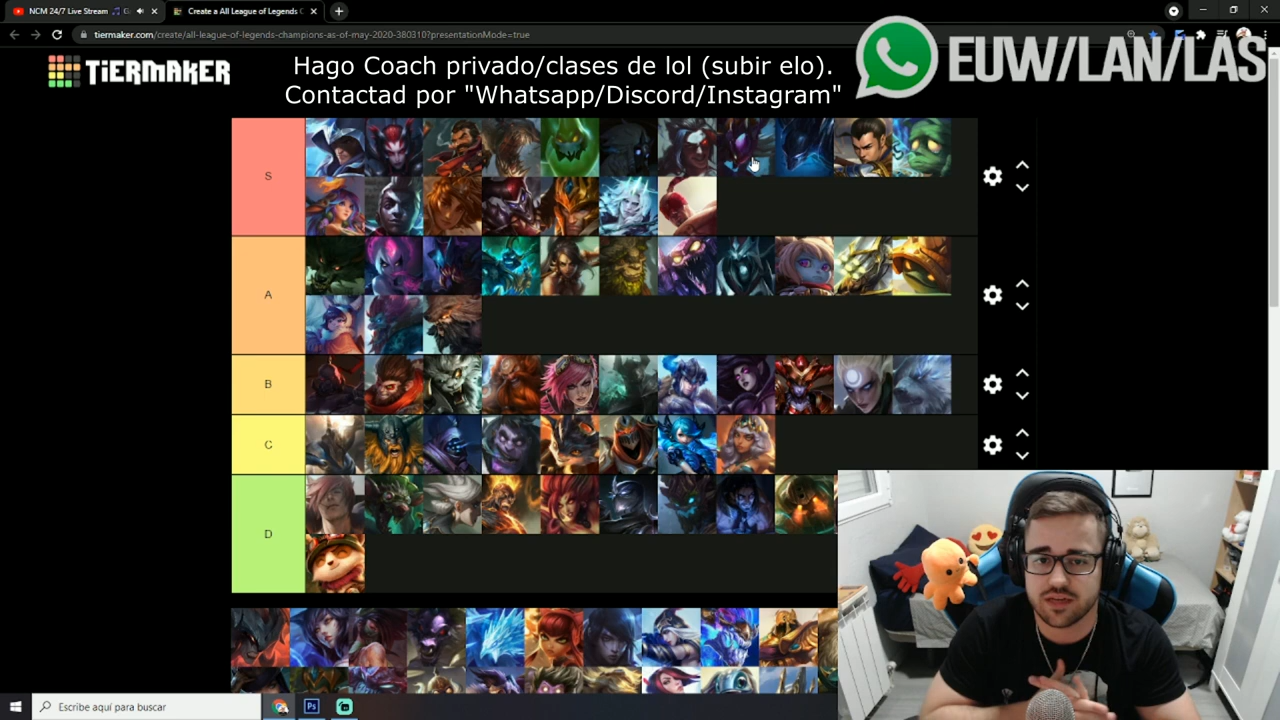 NCM 24/7 Live Stream
Create a All League of Legends C
tiermaker.com/create/all-league-of-legends-champions-as-of-may-2020-380310?presentationMode=true
TIERMAKER
Hago Coach privado/clases de lol (subir elo).
Contactad por "Whatsapp/Discord/Instagram"
EUW/LAN/LAS
S
A
B
C
D
Escribe aquí para buscar
Ps